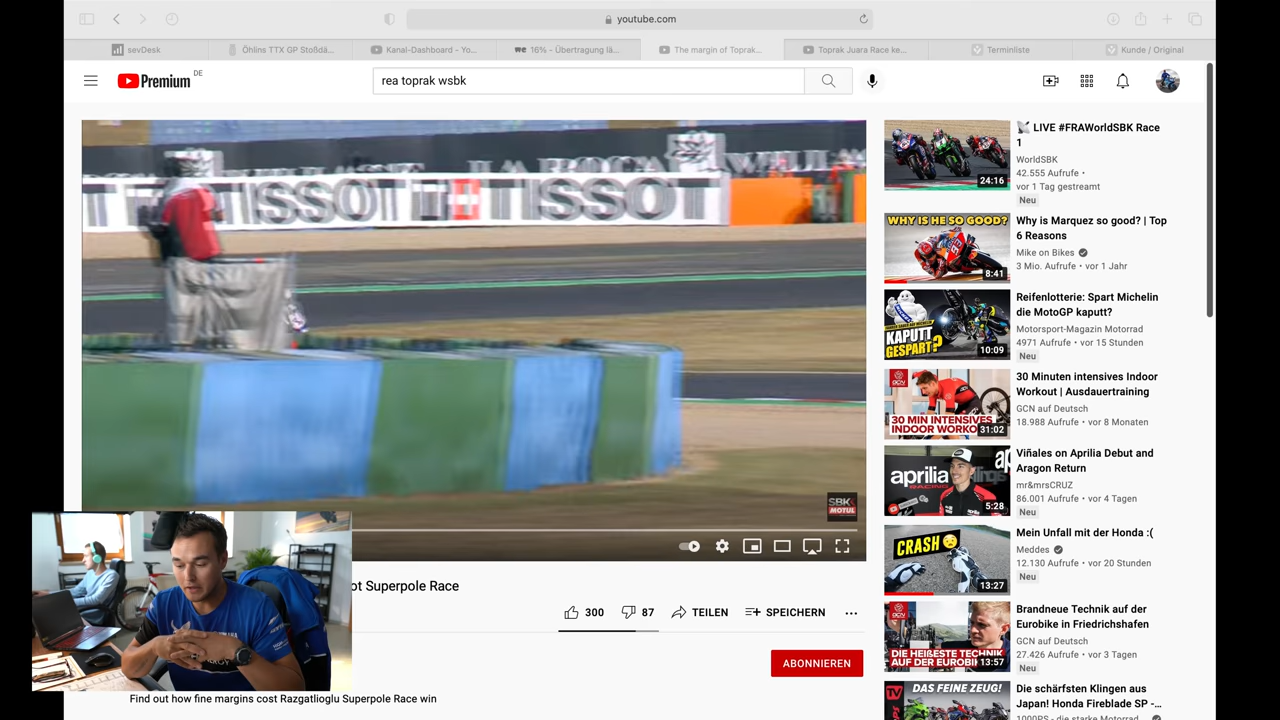 youtube.com
sevDesk
Öhlins TTX GP Stoßdä...
Kanal-Dashboard - Yo...
16% - Übertragung lä...
The margin of Toprak...
Toprak Juara Race ke...
Terminliste
Kunde / Original
Premium DE
rea toprak wsbk
TISSOT TISSOT
SBK
MOTUL
ot Superpole Race
300
87
TEILEN
SPEICHERN
ABONNIEREN
Find out how fine margins cost Razgatlioglu Superpole Race win
LIVE #FRAWorldSBK Race
1
WorldSBK
42.555 Aufrufe •
vor 1 Tag gestreamt
Neu
24:16
WHY IS HE SO GOOD?
8:41
Why is Marquez so good? | Top
6 Reasons
Mike on Bikes
3 Mio. Aufrufe • vor 1 Jahr
KAPUTT
GESPART?
10:09
Reifenlotterie: Spart Michelin
die MotoGP kaputt?
Motorsport-Magazin Motorrad
4971 Aufrufe • vor 15 Stunden
Neu
GCN
30 MIN INTENSIVES
INDOOR WORKO
31:02
30 Minuten intensives Indoor
Workout | Ausdauertraining
GCN auf Deutsch
18.988 Aufrufe • vor 8 Monaten
aprilia
5:28
Viñales on Aprilia Debut and
Aragon Return
mr&mrsCRUZ
86.001 Aufrufe • vor 4 Tagen
Neu
CRASH
13:27
Mein Unfall mit der Honda :(
Meddes
12.130 Aufrufe • vor 20 Stunden
Neu
GCN
DIE HEIßESTE TECHNIK
AUF DER EUROBIK
13:57
Brandneue Technik auf der
Eurobike in Friedrichshafen
GCN auf Deutsch
27.426 Aufrufe • vor 3 Tagen
Neu
DAS FEINE ZEUG!
Die schärfsten Klingen aus
Japan! Honda Fireblade SP -...
1000PS - die starke Motorrad